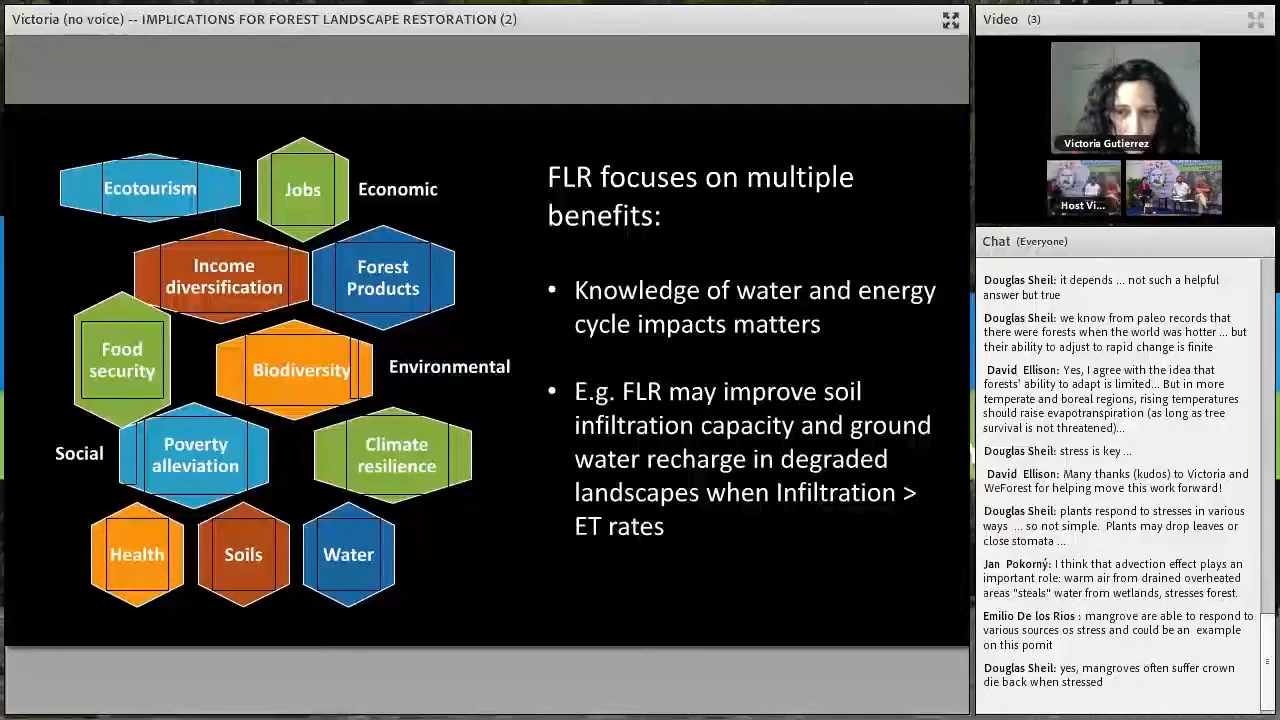 Victoria (no voice) -- IMPLICATIONS FOR FOREST LANDSCAPE RESTORATION (2)
Ecotourism
Jobs
Economic
Income
diversification
Forest
Products
Food
security
Biodiversity
Environmental
Social
Poverty
alleviation
Climate
resilience
Health
Soils
Water
FLR focuses on multiple
benefits:
• Knowledge of water and energy
cycle impacts matters
• E.g. FLR may improve soil
infiltration capacity and ground
water recharge in degraded
landscapes when Infiltration >
ET rates
Video (3)
Victoria Gutierrez
Host Vi...
Chat (Everyone)
Douglas Sheil: it depends ... not such a helpful
answer but true
Douglas Sheil: we know from paleo records that
there were forests when the world was hotter ... but
their ability to adjust to rapid change is finite
David Ellison: Yes, I agree with the idea that
forests' ability to adapt is limited... But in more
temperate and boreal regions, rising temperatures
should raise evapotranspiration (as long as tree
survival is not threatened)...
Douglas Sheil: stress is key ...
David Ellison: Many thanks (kudos) to Victoria and
WeForest for helping move this work forward!
Douglas Sheil: plants respond to stresses in various
ways ... so not simple. Plants may drop leaves or
close stomata ...
Jan Pokorný: I think that advection effect plays an
important role: warm air from drained overheated
areas "steals" water from wetlands, stresses forest.
Emilio De los Rios : mangrove are able to respond to
various sources os stress and could be an example
on this pomit
Douglas Sheil: yes, mangroves often suffer crown
die back when stressed